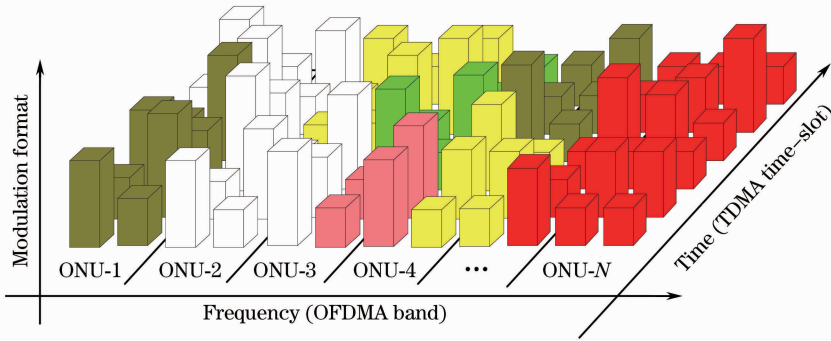 Modulation format
ONU-1 ONU-2 ONU-3 ONU-4 ... ONU-N
Frequency (OFDMA band)
Time (TDMA time-slot)